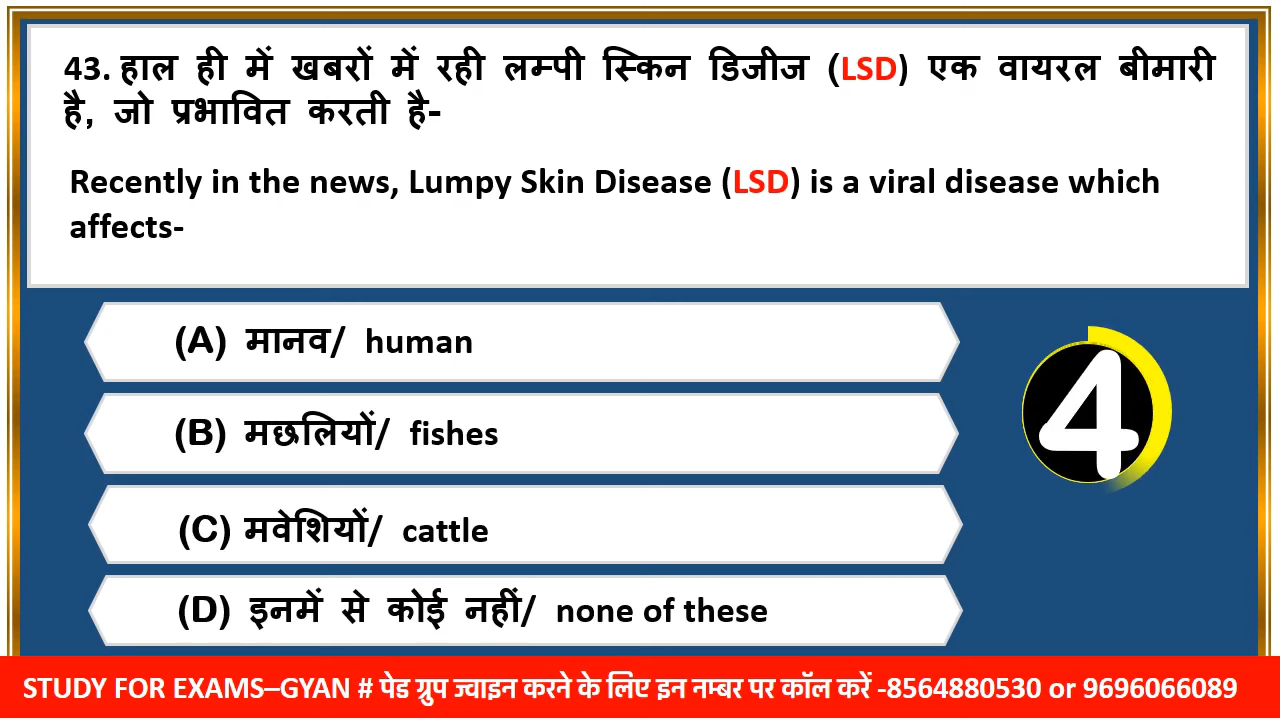 43. हाल ही में खबरों में रही लम्पी स्किन डिजीज (LSD) एक वायरल बीमारी
है, जो प्रभावित करती है-
Recently in the news, Lumpy Skin Disease (LSD) is a viral disease which
affects-
(A) मानव/ human
(B) मछलियों/ fishes
(C) मवेशियों/ cattle
(D) इनमें से कोई नहीं/ none of these
4
STUDY FOR EXAMS–GYAN # पेड ग्रुप ज्वाइन करने के लिए इन नम्बर पर कॉल करें -8564880530 or 9696066089